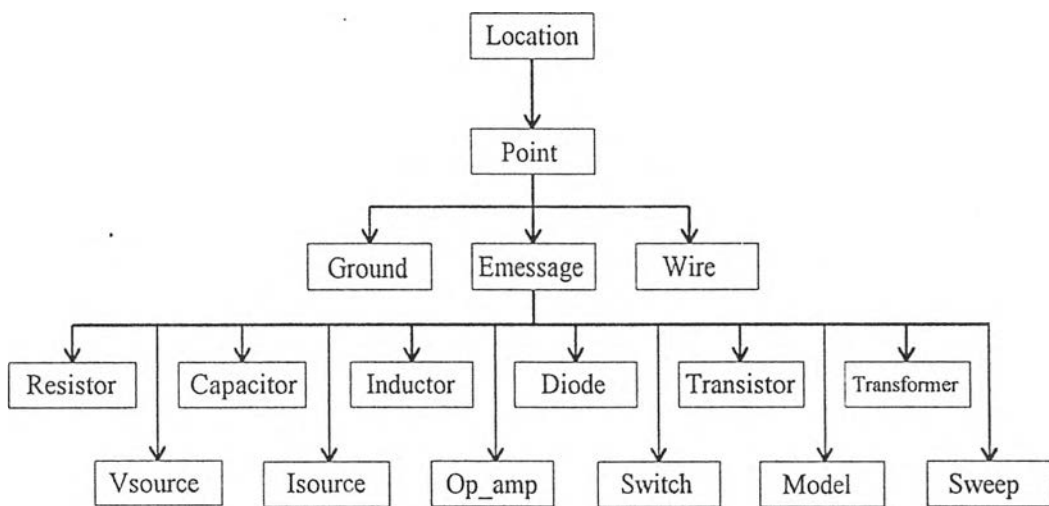 Location
Point
Ground Emessage Wire
Resistor Capacitor Inductor Diode Transistor Transformer
Vsource Isource Op_amp Switch Model Sweep